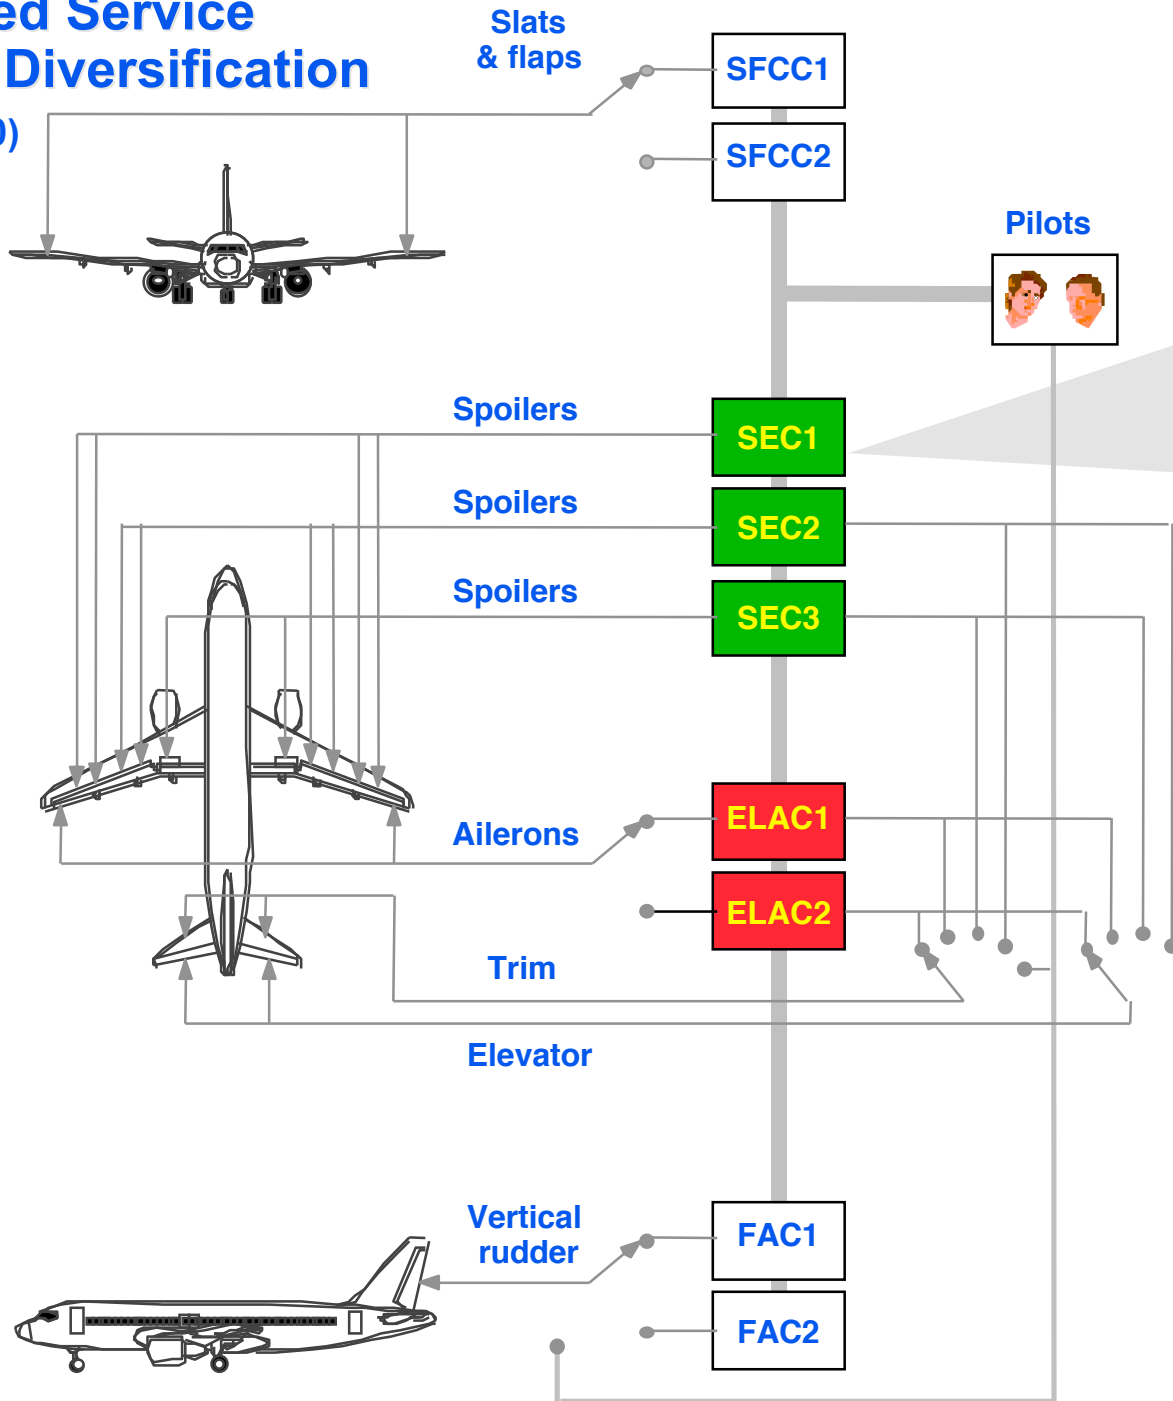 Service
Diversification
0)
Slats
& flaps
SFCC1
SFCC2
Pilots
Spoilers
SEC1
Spoilers
SEC2
Spoilers
SEC3
Ailerons
ELAC1
ELAC2
Trim
Elevator
Vertical
rudder
FAC1
FAC2